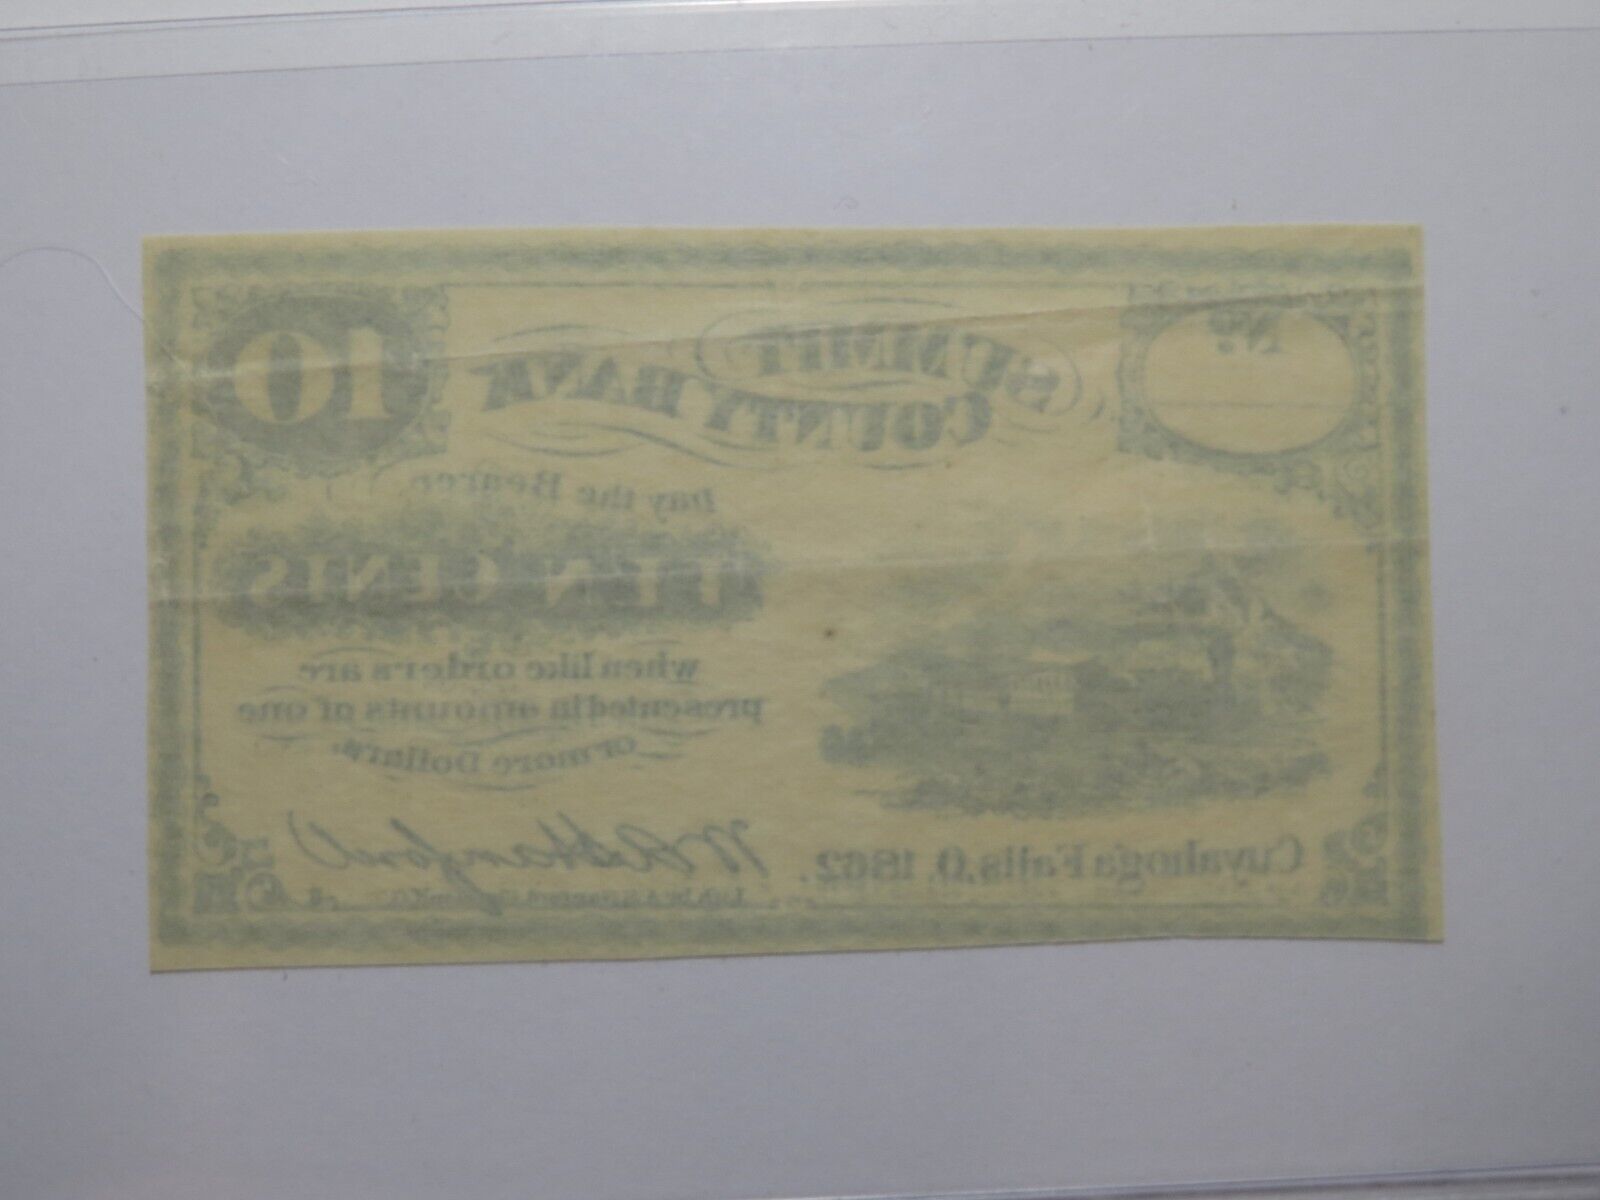 No.
SUMMIT
COUNTY BANK
10
Pay the Bearer
TEN CENTS
when like orders are
presented in amounts of one
or more Dollars.
Cuyahoga Falls, O. 1862.